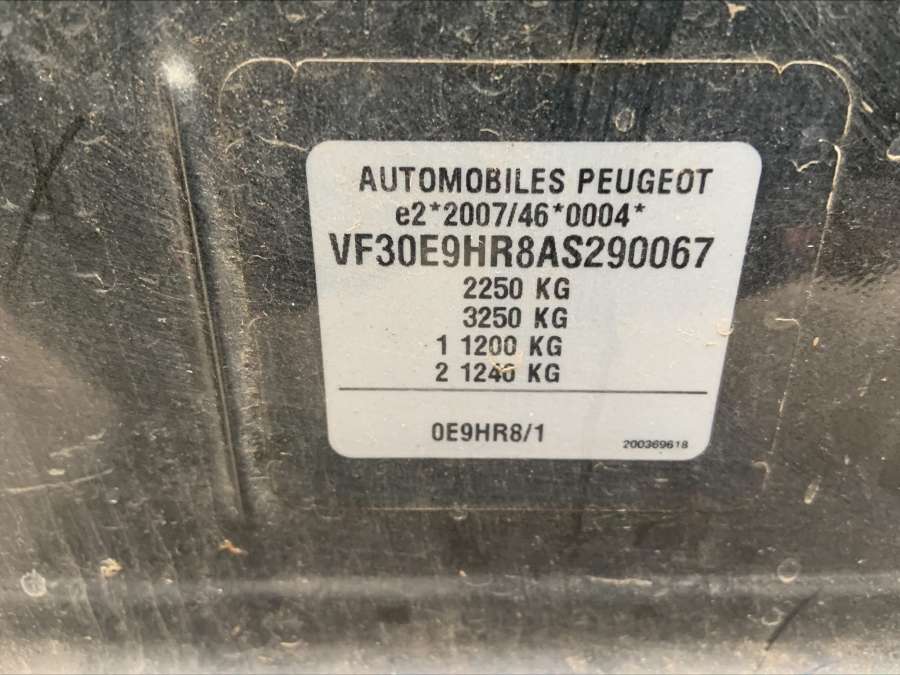 AUTOMOBILES PEUGEOT
e2*2007/46*0004*
VF30E9HR8AS290067
2250 KG
3250 KG
1 1200 KG
2 1240 KG
0E9HR8/1
200369618